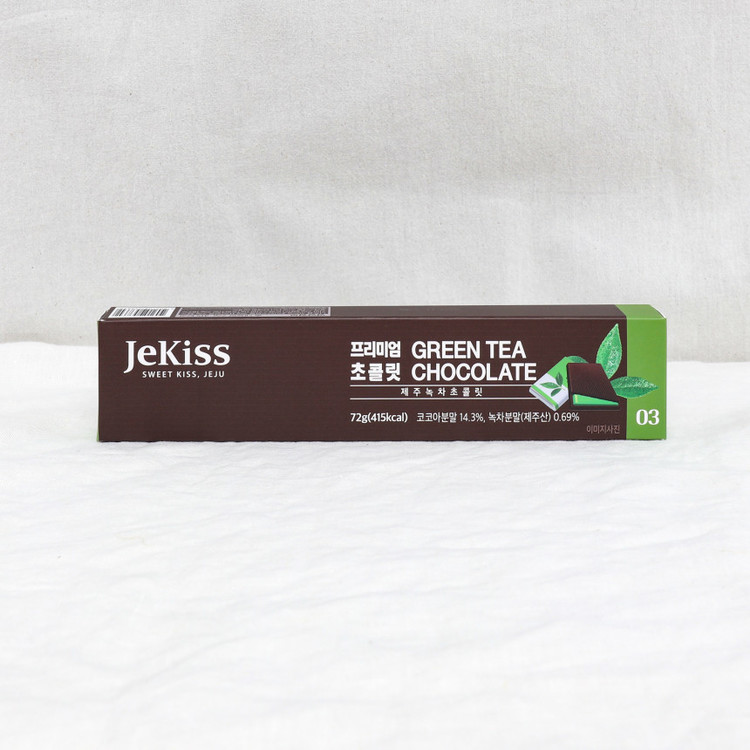 JeKiss
SWEET KISS, JEJU
프리미엄 GREEN TEA
초콜릿 CHOCOLATE
제주녹차초콜릿
72g(415kcal) 코코아분말 14.3%, 녹차분말(제주산) 0.69%
이미지사진
03